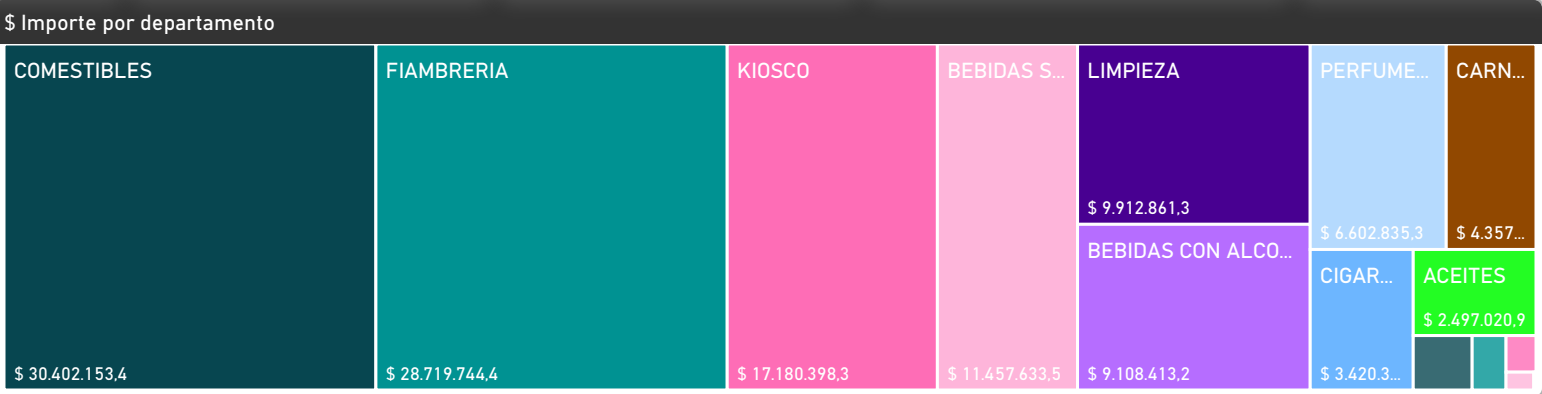 $ Importe por departamento
COMESTIBLES
$ 30.402.153,4
FIAMBRERIA
$ 28.719.744,4
KIOSCO
$ 17.180.398,3
BEBIDAS S...
$ 11.457.633,5
LIMPIEZA
$ 9.912.861,3
BEBIDAS CON ALCO...
$ 9.108.413,2
PERFUME...
$ 6.602.835,3
CARN...
$ 4.357...
CIGAR...
$ 3.420.3...
ACEITES
$ 2.497.020,9